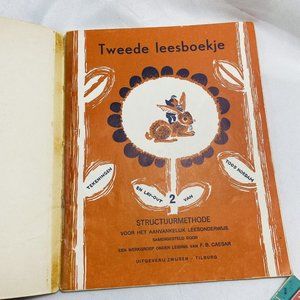 Tweede leesboekje
TEKENINGEN
EN LAY-OUT
VAN
TOOS KOEDAM
2
STRUCTUURMETHODE
VOOR HET AANVANKELIJK LEESONDERWIJS
SAMENGESTELD DOOR
EEN WERKGROEP ONDER LEIDING VAN F. B. CAESAR
UITGEVERIJ ZWIJSEN - TILBURG